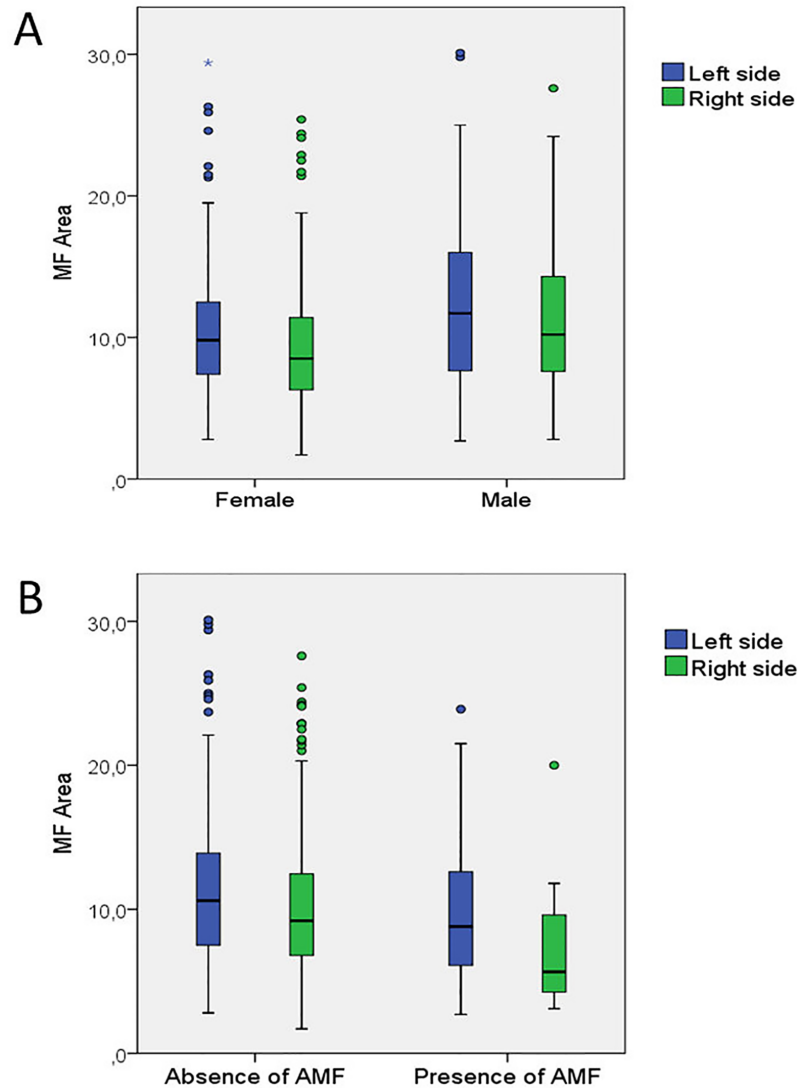 A
30,0
20,0
10,0
,0
MF Area
Female
Male
Left side
Right side
B
30,0
20,0
10,0
,0
MF Area
Absence of AMF
Presence of AMF
Left side
Right side